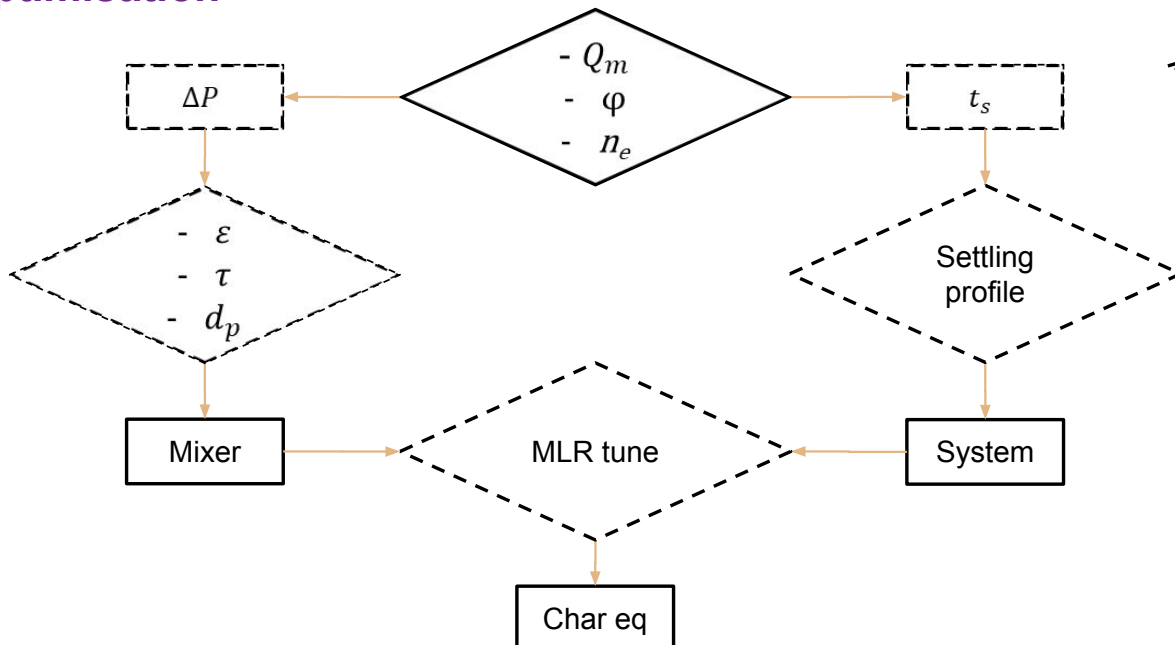 ΔP
- Q_m
- φ
- n_e
t_s
- ε
- τ
- d_p
Settling
profile
Mixer
MLR tune
System
Char eq